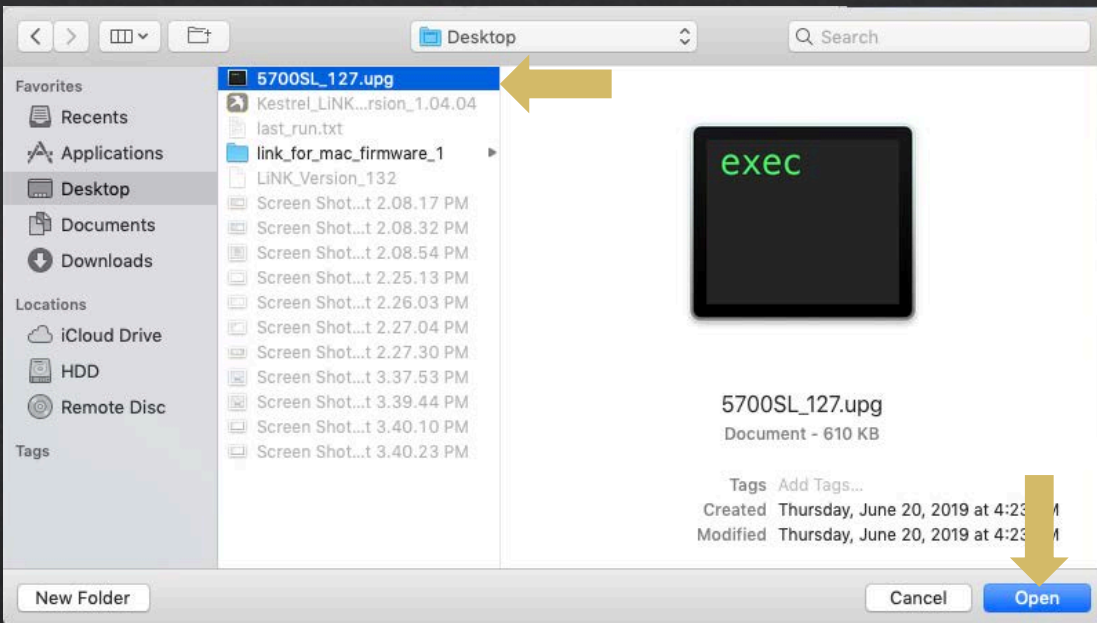 Desktop
Search
Favorites
Recents
Applications
Desktop
Documents
Downloads
Locations
iCloud Drive
HDD
Remote Disc
Tags
5700SL_127.upg
Kestrel_LiNK...rsion_1.04.04
last_run.txt
link_for_mac_firmware_1
LiNK_Version_132
Screen Shot...t 2.08.17 PM
Screen Shot...t 2.08.32 PM
Screen Shot...t 2.08.54 PM
Screen Shot...t 2.25.13 PM
Screen Shot...t 2.26.03 PM
Screen Shot...t 2.27.04 PM
Screen Shot...t 2.27.30 PM
Screen Shot...t 3.37.53 PM
Screen Shot...t 3.39.44 PM
Screen Shot...t 3.40.10 PM
Screen Shot...t 3.40.23 PM
exec
5700SL_127.upg
Document - 610 KB
Tags Add Tags...
Created Thursday, June 20, 2019 at
Modified Thursday, June 20, 2019 at
New Folder
Cancel
Open